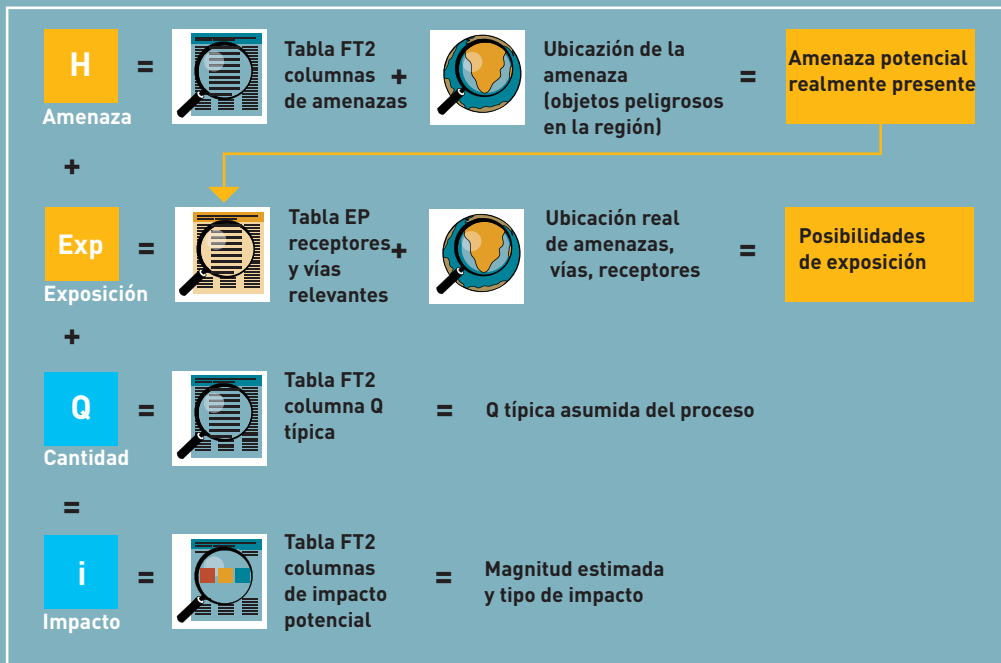 H
=
Amenaza
Tabla FT2
columnas
de amenazas
+
Ubicazión de la
amenaza
(objetos peligrosos
en la región)
=
Amenaza potencial
realmente presente
+
Exp
=
Exposición
Tabla EP
receptores
y vías
relevantes
+
Ubicación real
de amenazas,
vías, receptores
=
Posibilidades
de exposición
+
Q
=
Cantidad
Tabla FT2
columna Q
típica
=
Q típica asumida del proceso
=
i
=
Impacto
Tabla FT2
columnas
de impacto
potencial
=
Magnitud estimada
y tipo de impacto